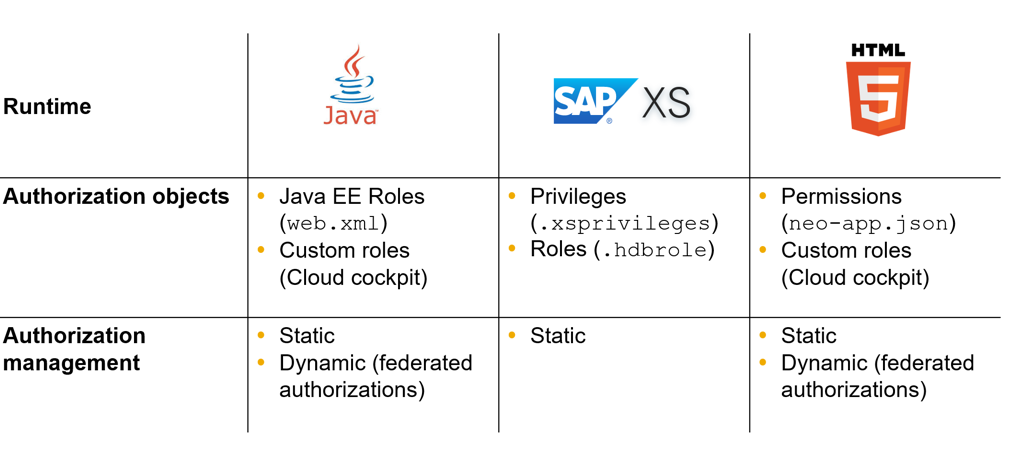 Runtime
Java
SAP® XS
HTML
5
Authorization objects
• Java EE Roles
(web.xml)
• Custom roles
(Cloud cockpit)
• Privileges
(.xsprivileges)
• Roles (.hdbrole)
• Permissions
(neo-app.json)
• Custom roles
(Cloud cockpit)
Authorization
management
• Static
• Dynamic (federated
authorizations)
• Static
• Static
• Dynamic (federated
authorizations)